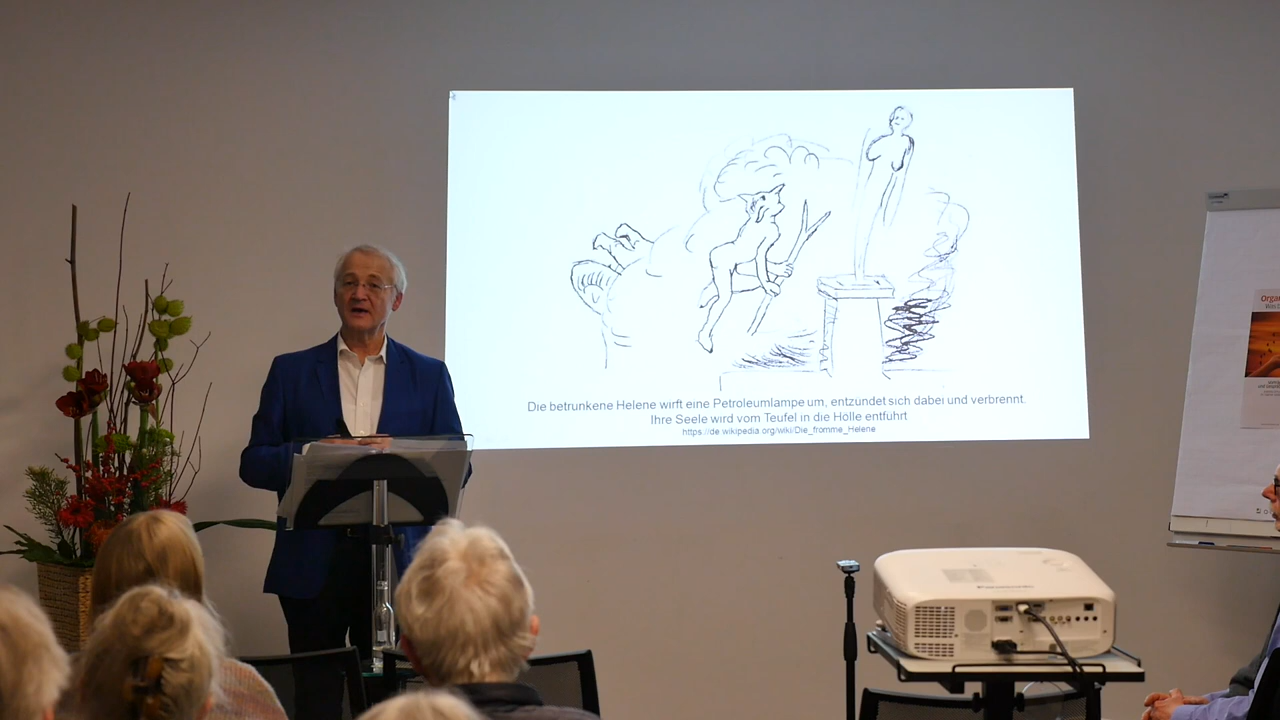 Die betrunkene Helene wirft eine Petroleumlampe um, entzündet sich dabei und verbrennt.
Ihre Seele wird vom Teufel in die Hölle entführt
https://de.wikipedia.org/wiki/Die_fromme_Helene